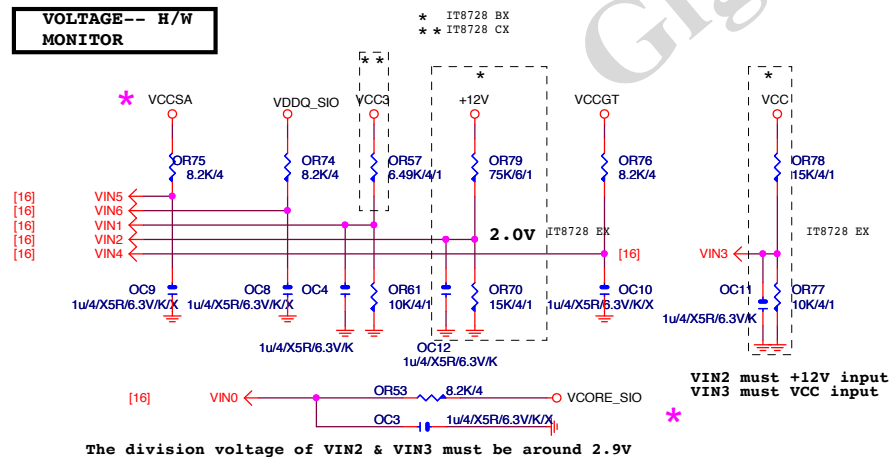 VOLTAGE-- H/W
MONITOR
* IT8728 BX
** IT8728 CX
Gig
* *
*
*
*
VCCSA
VDDQ_SIO
VCC3
+12V
VCCGT
VCC
OR75
8.2K/4
OR74
8.2K/4
OR57
6.49K/4/1
OR79
75K/6/1
OR76
8.2K/4
OR78
15K/4/1
[16] VIN5
[16] VIN6
[16] VIN1
[16] VIN2
[16] VIN4
2.0V
IT8728 EX
[16]
VIN3
IT8728 EX
OC9
1u/4/X5R/6.3V/K/X
OC8
1u/4/X5R/6.3V/K/X
OC4
1u/4/X5R/6.3V/K
OR61
10K/4/1
OC12
1u/4/X5R/6.3V/K
OR70
15K/4/1
OC10
1u/4/X5R/6.3V/K/X
OC11
1u/4/X5R/6.3V/K
OR77
10K/4/1
VIN2 must +12V input
VIN3 must VCC input
*
[16] VIN0
OR53 8.2K/4
VCORE_SIO
OC3 1u/4/X5R/6.3V/K/X
The division voltage of VIN2 & VIN3 must be around 2.9V